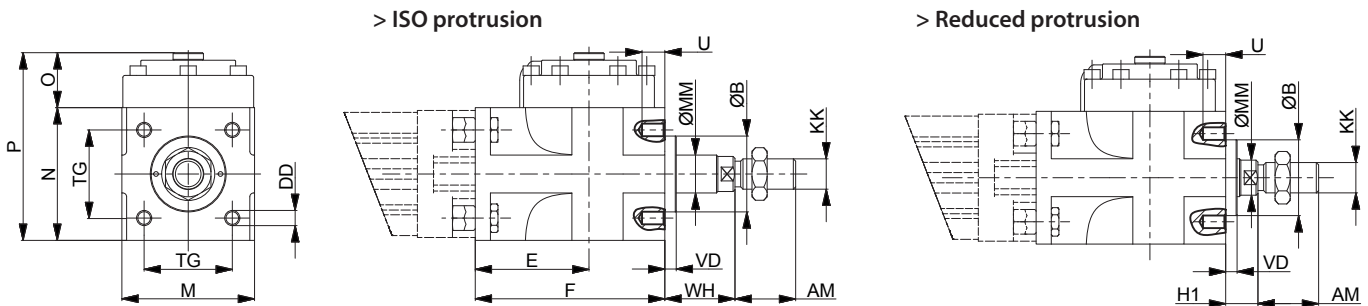 > ISO protrusion
> Reduced protrusion
P
O
N
TG
DD
TG
M
U
ØMM
ØB
KK
E
F
VD
WH
AM
U
ØMM
ØB
KK
VD
H1
AM